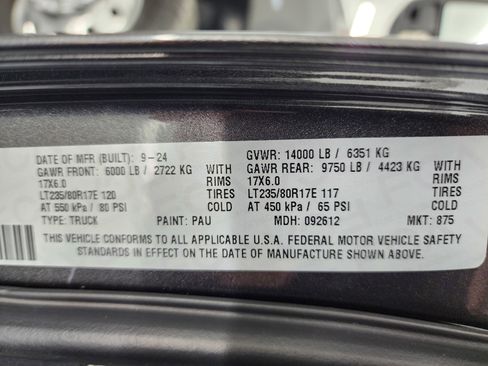 DATE OF MFR (BUILT): 9-24 GVWR: 14000 LB / 6351 KG
GAWR FRONT: 6000 LB / 2722 KG WITH GAWR REAR: 9750 LB / 4423 KG WITH
17X6.0 RIMS 17X6.0 RIMS
LT235/80R17E 120 TIRES LT235/80R17E 117 TIRES
AT 550 kPa / 80 PSI COLD AT 450 kPa / 65 PSI COLD
TYPE: TRUCK PAINT: PAU MDH: 092612 MKT: 875
THIS VEHICLE CONFORMS TO ALL APPLICABLE U.S.A. FEDERAL MOTOR VEHICLE SAFETY
STANDARDS IN EFFECT ON THE DATE OF MANUFACTURE SHOWN ABOVE.